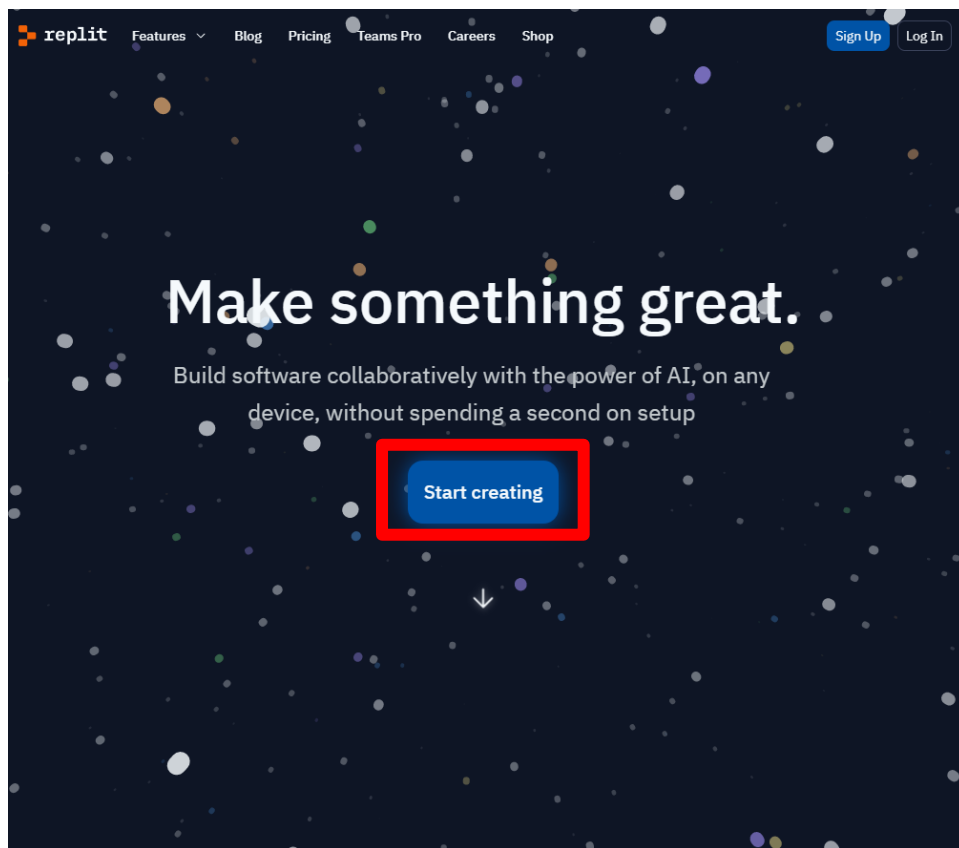 replit Features Blog Pricing Teams Pro Careers Shop Sign Up Log In
Make something great.
Build software collaboratively with the power of AI, on any
device, without spending a second on setup
Start creating